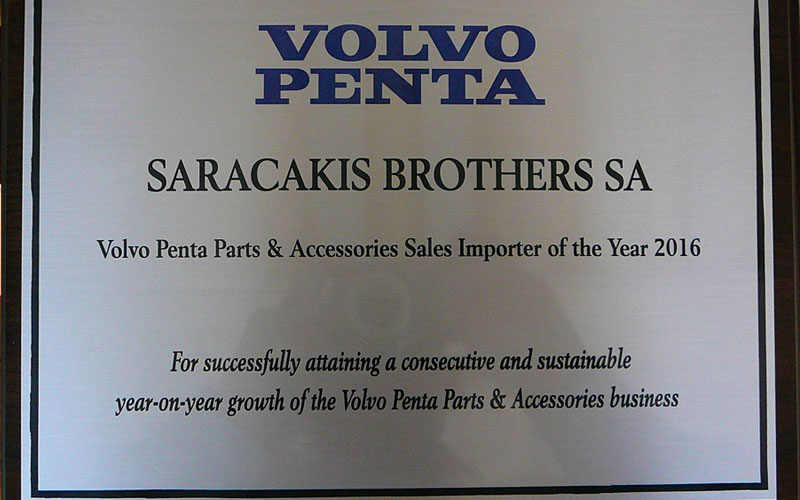 VOLVO
PENTA
SARACAKIS BROTHERS SA
Volvo Penta Parts & Accessories Sales Importer of the Year 2016
For successfully attaining a consecutive and sustainable
year-on-year growth of the Volvo Penta Parts & Accessories business